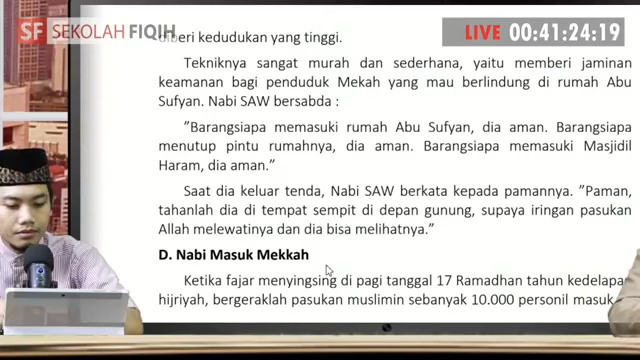 SF SEKOLAH FIQIH
LIVE 00:41:24:19
diberi kedudukan yang tinggi.
Tekniknya sangat murah dan sederhana, yaitu memberi jaminan
keamanan bagi penduduk Mekah yang mau berlindung di rumah Abu
Sufyan. Nabi SAW bersabda :
”Barangsiapa memasuki rumah Abu Sufyan, dia aman. Barangsiapa
menutup pintu rumahnya, dia aman. Barangsiapa memasuki Masjidil
Haram, dia aman.”
Saat dia keluar tenda, Nabi SAW berkata kepada pamannya. ”Paman,
tahanlah dia di tempat sempit di depan gunung, supaya iringan pasukan
Allah melewatinya dan dia bisa melihatnya.”
D. Nabi Masuk Mekkah
Ketika fajar menyingsing di pagi tanggal 17 Ramadhan tahun kedelapan
hijriyah, bergeraklah pasukan muslimin sebanyak 10.000 personil masuk